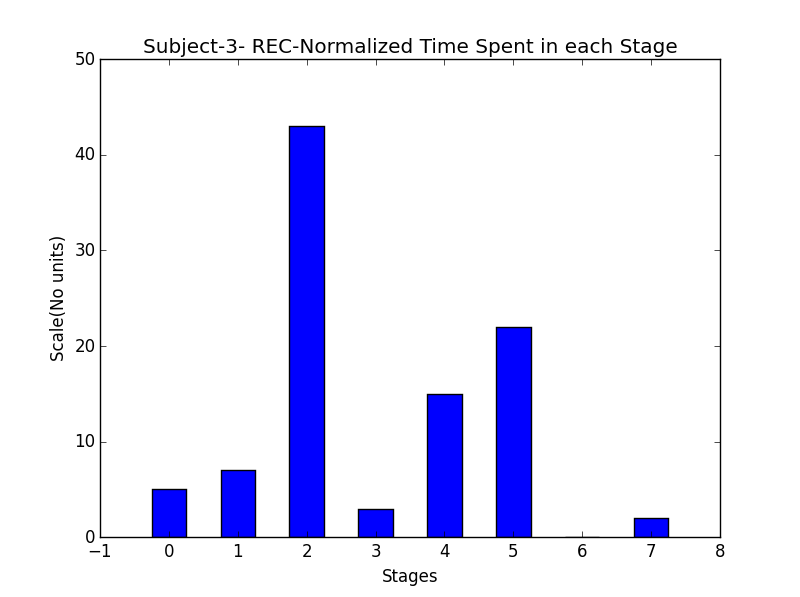 Subject-3- REC-Normalized Time Spent in each Stage
50
40
30
20
10
0
Scale(No units)
−1 0 1 2 3 4 5 6 7 8
Stages